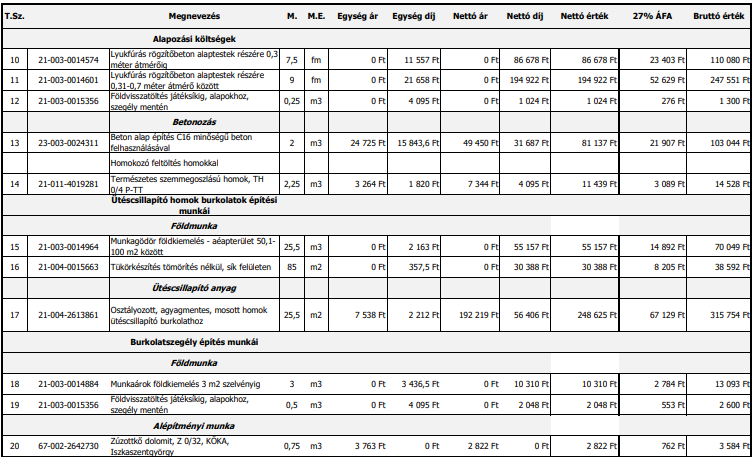 T.Sz. Megnevezés M. M.E. Egység ár Egység díj Nettó ár Nettó díj Nettó érték 27% ÁFA Bruttó érték
Alapozási költségek
10 21-003-0014574 Lyukfúrás rögzítőbeton alaptestek részére 0,3 méter átmérőig 7,5 fm 0 Ft 11 557 Ft 0 Ft 86 678 Ft 86 678 Ft 23 403 Ft 110 080 Ft
11 21-003-0014601 Lyukfúrás rögzítőbeton alaptestek részére 0,31-0,7 méter átmérő között 9 fm 0 Ft 21 658 Ft 0 Ft 194 922 Ft 194 922 Ft 52 629 Ft 247 551 Ft
12 21-003-0015356 Földvisszatöltés játéksíkig, alapokhoz, szegély mentén 0,25 m3 0 Ft 4 095 Ft 0 Ft 1 024 Ft 1 024 Ft 276 Ft 1 300 Ft
Betonozás
13 23-003-0024311 Beton alap építés C16 minőségű beton felhasználásával 2 m3 24 725 Ft 15 843,6 Ft 49 450 Ft 31 687 Ft 81 137 Ft 21 907 Ft 103 044 Ft
Homokozó feltöltés homokkal
14 21-011-4019281 Természetes szemmegoszlású homok, TH 0/4 P-TT 2,25 m3 3 264 Ft 1 820 Ft 7 344 Ft 4 095 Ft 11 439 Ft 3 089 Ft 14 528 Ft
Ütéscsillapító homok burkolatok építési munkái
Földmunka
15 21-003-0014964 Munkagödör földkiemelés - aéapterület 50,1-100 m2 között 25,5 m3 0 Ft 2 163 Ft 0 Ft 55 157 Ft 55 157 Ft 14 892 Ft 70 049 Ft
16 21-004-0015663 Tükörkészítés tömörítés nélkül, sík felületen 85 m2 0 Ft 357,5 Ft 0 Ft 30 388 Ft 30 388 Ft 8 205 Ft 38 592 Ft
Ütéscsillapító anyag
17 21-004-2613861 Osztályozott, agyagmentes, mosott homok ütéscsillapító burkolathoz 25,5 m2 7 538 Ft 2 212 Ft 192 219 Ft 56 406 Ft 248 625 Ft 67 129 Ft 315 754 Ft
Burkolatszegély építés munkái
Földmunka
18 21-003-0014884 Munkaárok földkiemelés 3 m2 szelvényig 3 m3 0 Ft 3 436,5 Ft 0 Ft 10 310 Ft 10 310 Ft 2 784 Ft 13 093 Ft
19 21-003-0015356 Földvisszatöltés játéksíkig, alapokhoz, szegély mentén 0,5 m3 0 Ft 4 095 Ft 0 Ft 2 048 Ft 2 048 Ft 553 Ft 2 600 Ft
Alépítményi munka
20 67-002-2642730 Zúzottkő dolomit, Z 0/32, KŐKA, Iszkaszentgyörgy 0,75 m3 3 763 Ft 0 Ft 2 822 Ft 0 Ft 2 822 Ft 762 Ft 3 584 Ft